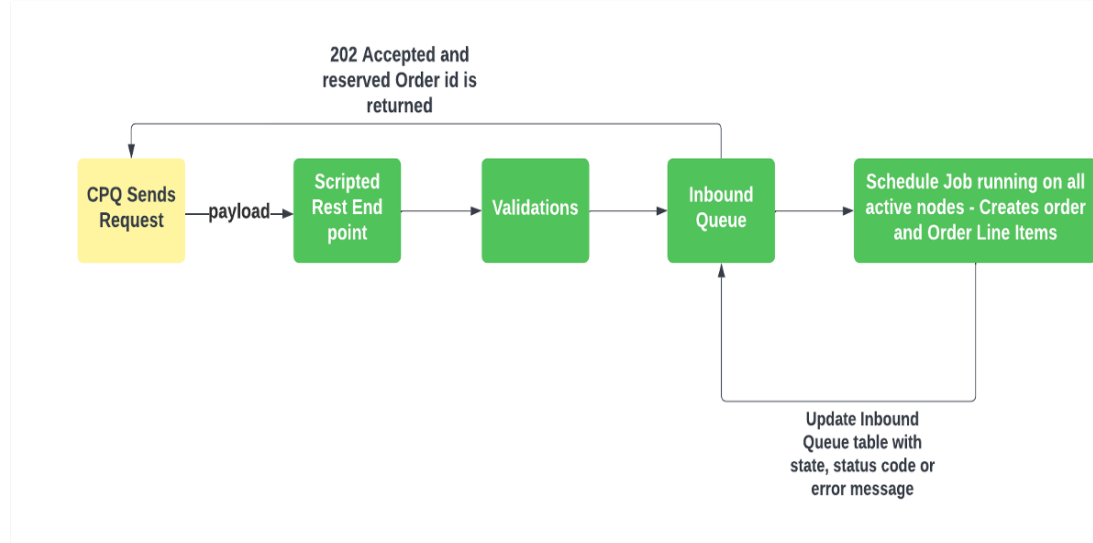 202 Accepted and
reserved Order id is
returned
CPQ Sends
Request
payload
Scripted
Rest End
point
Validations
Inbound
Queue
Schedule Job running on all
active nodes - Creates order
and Order Line Items
Update Inbound
Queue table with
state, status code or
error message